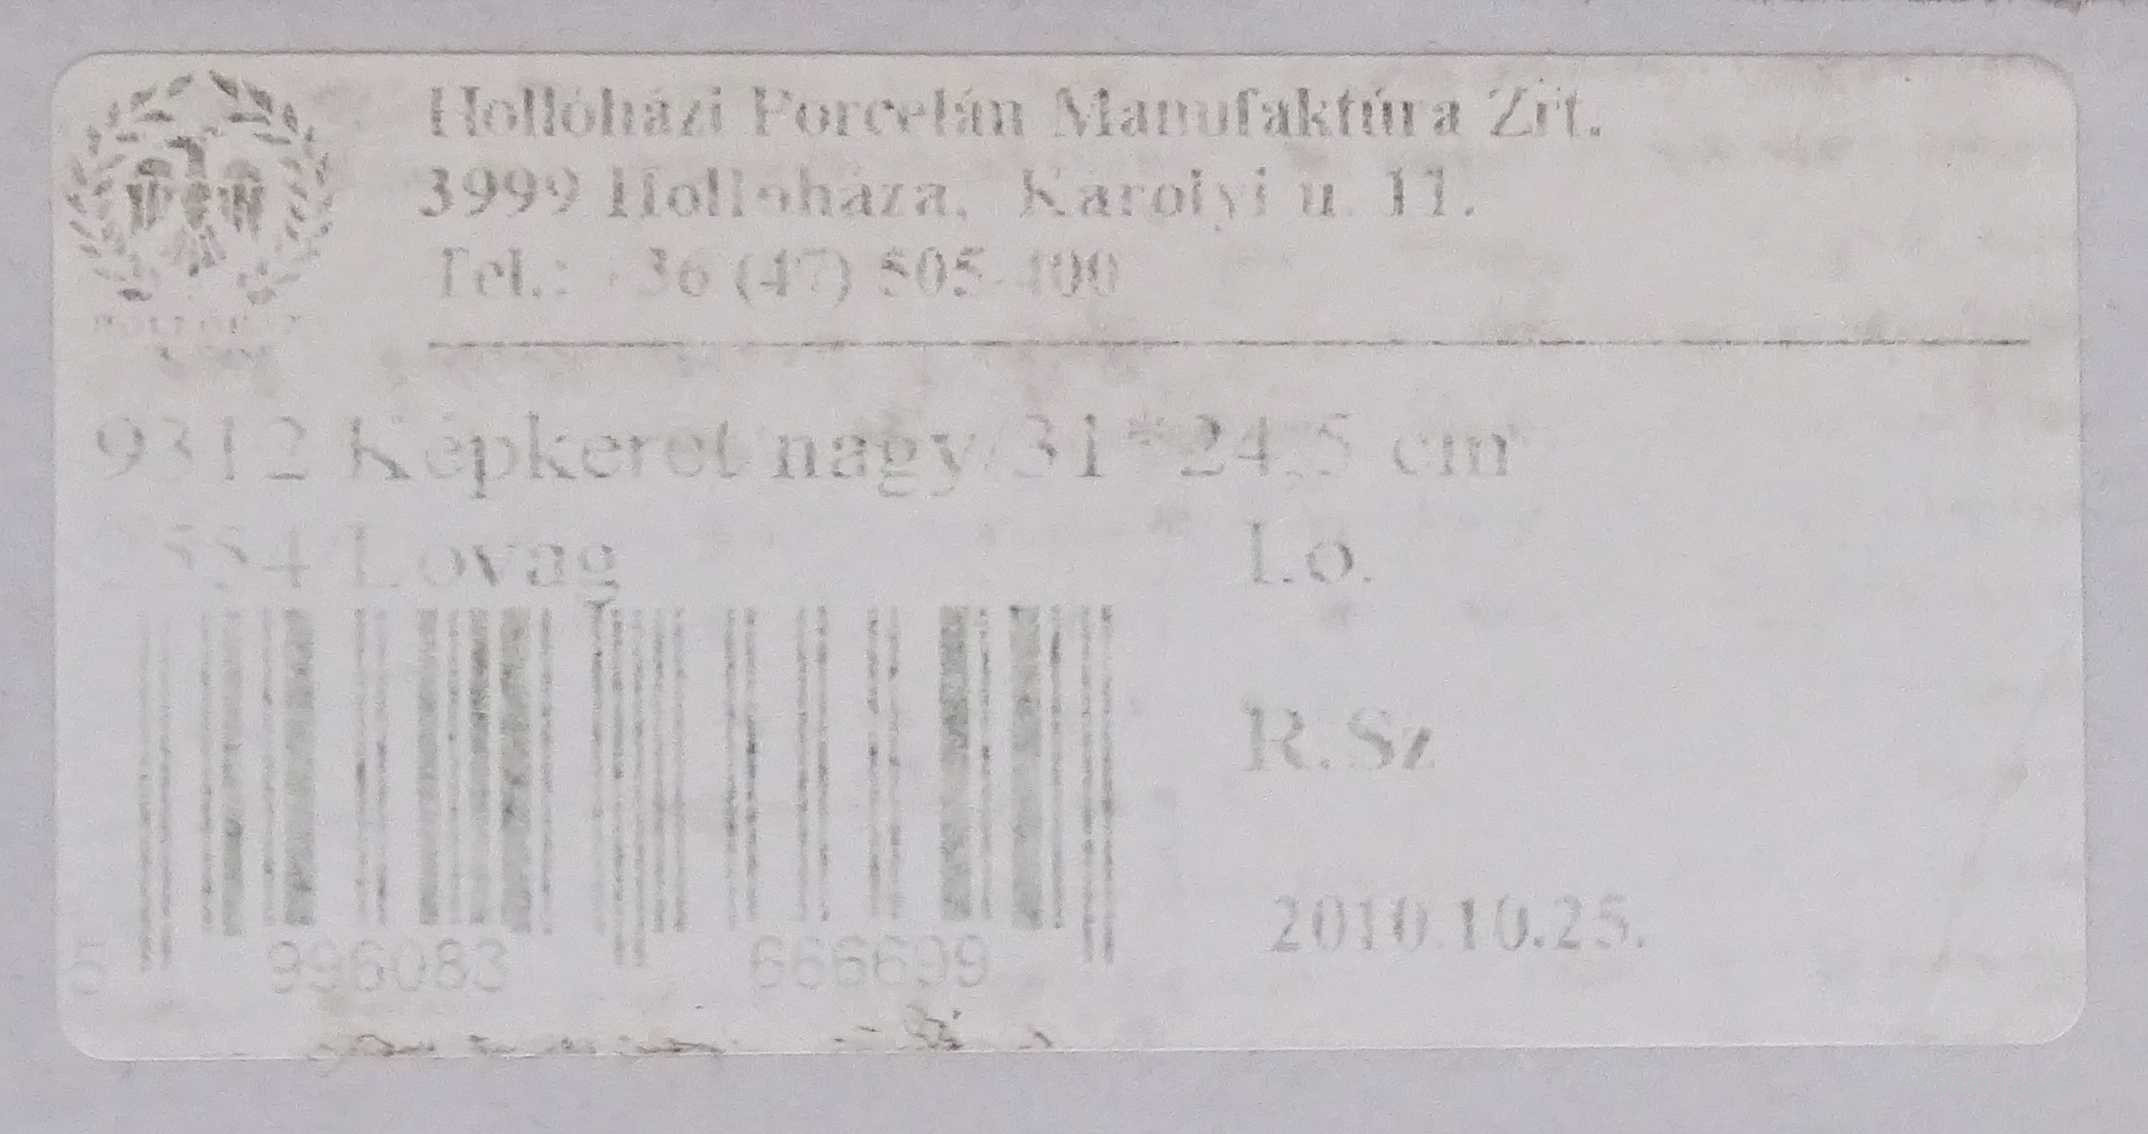 Hollóházi Porcelán Manufaktúra Zrt.
3999 Hollóháza, Károlyi u. 11.
Tel.: +36 (47) 505-400
9312 Képkeret nagy/31*24.5 cm
Lovag
I.o.
R.Sz
2010.10.25.
5 996083 666699